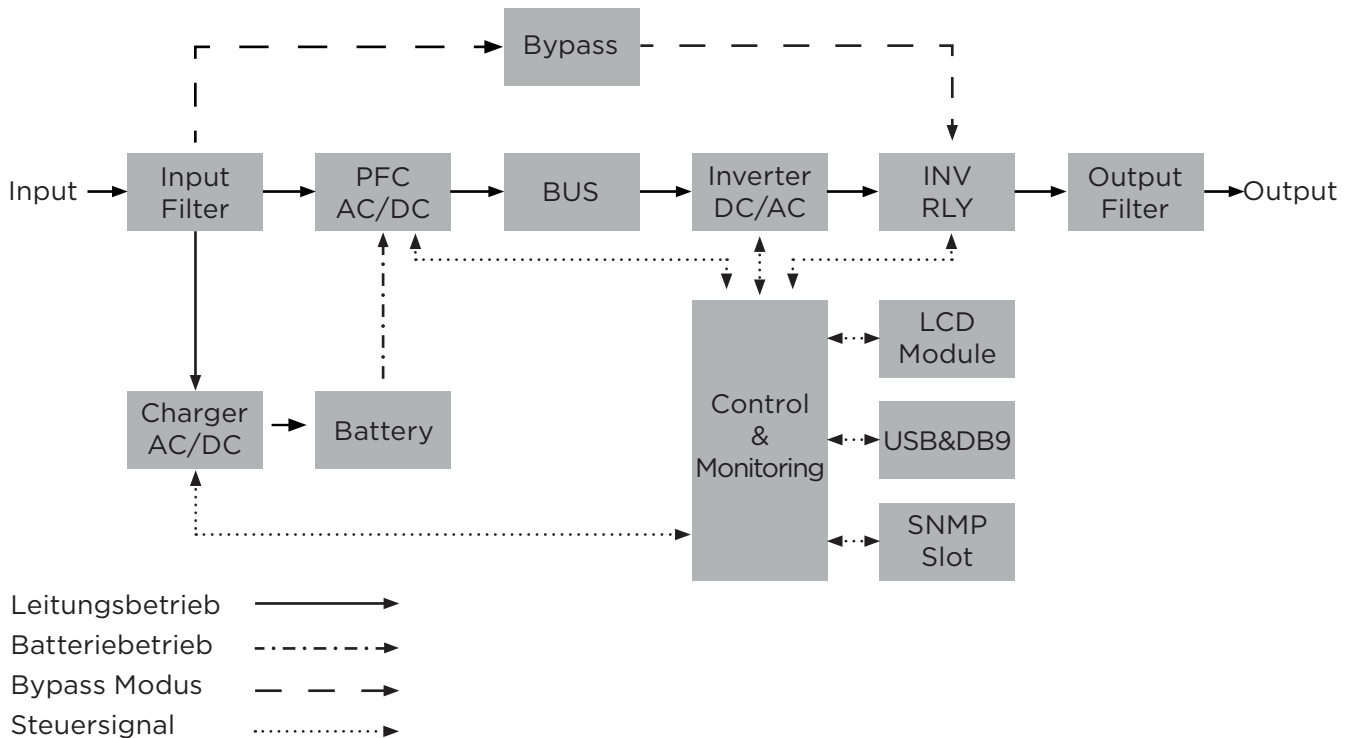 Bypass
Input
Input
Filter
PFC
AC/DC
BUS
Inverter
DC/AC
INV
RLY
Output
Filter
Output
Charger
AC/DC
Battery
Control
&
Monitoring
LCD
Module
USB&DB9
SNMP
Slot
Leitungsbetrieb
Batteriebetrieb
Bypass Modus
Steuersignal